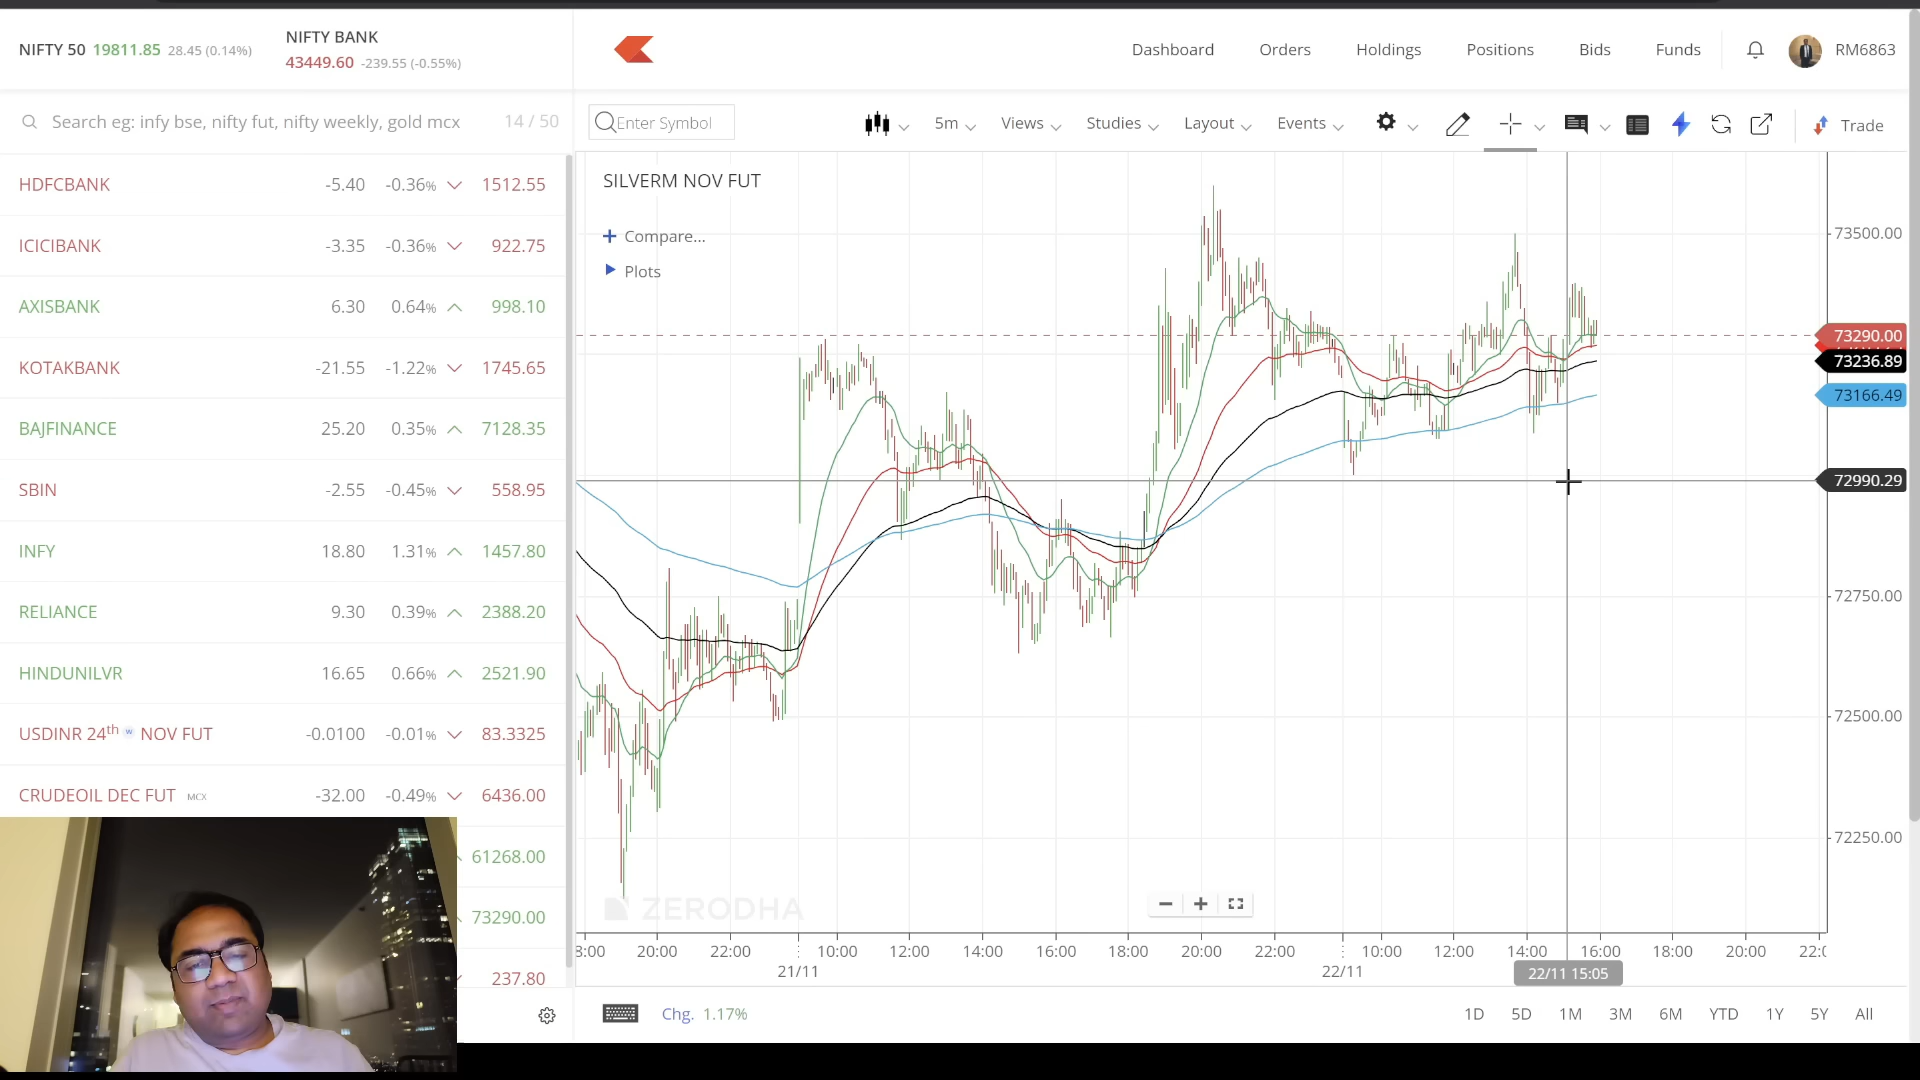 NIFTY 50 19811.85 28.45 (0.14%)
NIFTY BANK
43449.60 -239.55 (-0.55%)
Dashboard Orders Holdings Positions Bids Funds RM6863
Search eg: infy bse, nifty fut, nifty weekly, gold mcx 14 / 50
Enter Symbol 5m Views Studies Layout Events Trade
HDFCBANK -5.40 -0.36% 1512.55
ICICIBANK -3.35 -0.36% 922.75
AXISBANK 6.30 0.64% 998.10
KOTAKBANK -21.55 -1.22% 1745.65
BAJFINANCE 25.20 0.35% 7128.35
SBIN -2.55 -0.45% 558.95
INFY 18.80 1.31% 1457.80
RELIANCE 9.30 0.39% 2388.20
HINDUNILVR 16.65 0.66% 2521.90
USDINR 24th w NOV FUT -0.0100 -0.01% 83.3325
CRUDEOIL DEC FUT MCX -32.00 -0.49% 6436.00
61268.00
73290.00
237.80
SILVERM NOV FUT
Compare...
Plots
73500.00
73290.00
73236.89
73166.49
72990.29
72750.00
72500.00
72250.00
ZERODHA
8:00 20:00 22:00 10:00 12:00 14:00 16:00 18:00 20:00 22:00 10:00 12:00 14:00 16:00 18:00 20:00 22:0
21/11 22/11 22/11 15:05
Chg. 1.17% 1D 5D 1M 3M 6M YTD 1Y 5Y All